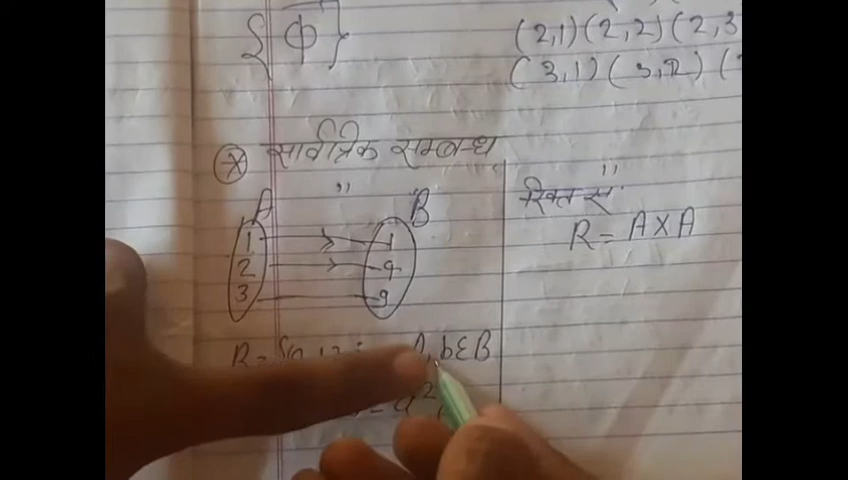 {Φ}
(2,1)(2,2)(2,3
(3,1)(3,2)(
* सार्वत्रिक सम्बन्ध
" "
A B
1 1
2 4
3 9
R= A, b∈B
= a²
रिक्त स.
R= A×A